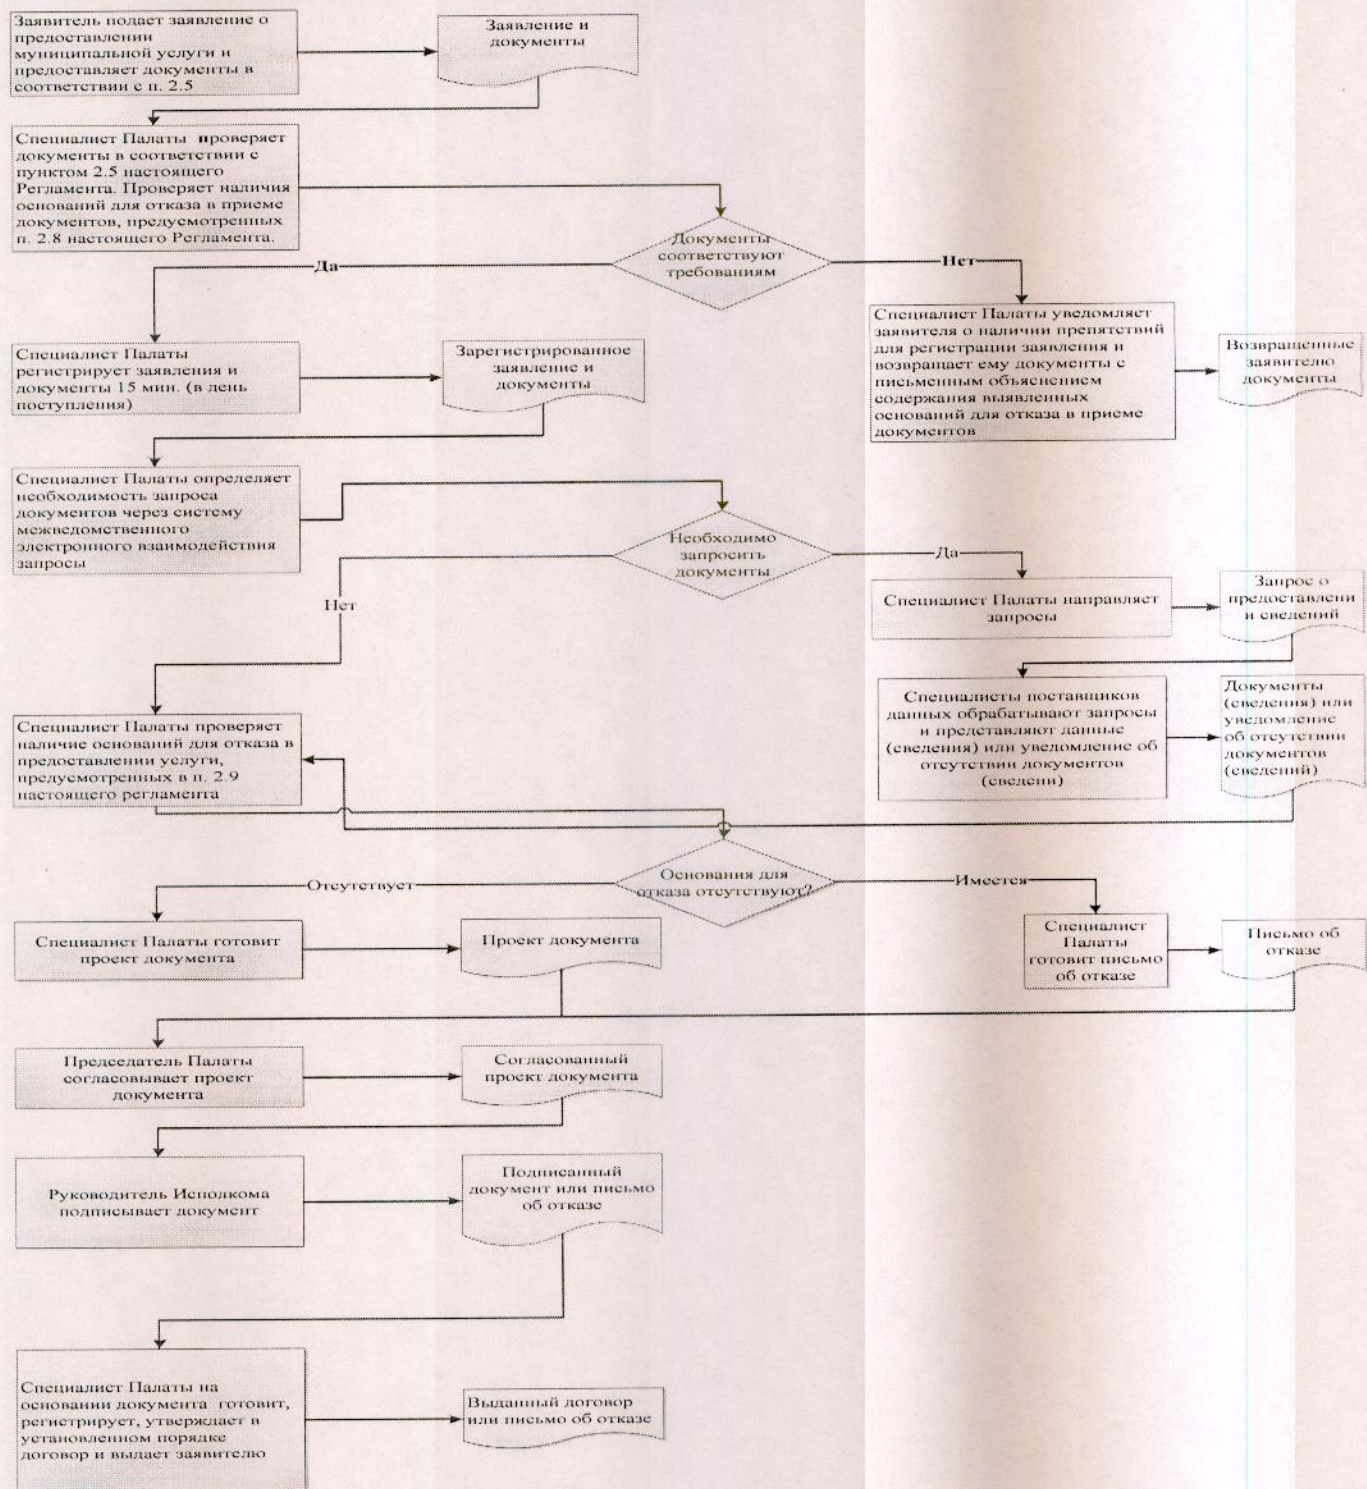 Заявитель подает заявление о
предоставлении
муниципальной услуги и
предоставляет документы в
соответствии с п. 2.5
Заявление и
документы
Специалист Палаты проверяет
документы в соответствии с
пунктом 2.5 настоящего
Регламента. Проверяет наличия
оснований для отказа в приеме
документов, предусмотренных
п. 2.8 настоящего Регламента.
Документы
соответствуют
требованиям
Да
Нет
Специалист Палаты
регистрирует заявления и
документы 15 мин. (в день
поступления)
Зарегистрированное
заявление и
документы
Специалист Палаты уведомляет
заявителя о наличии препятствий
для регистрации заявления и
возвращает ему документы с
письменным объяснением
содержания выявленных
оснований для отказа в приеме
документов
Возвращенные
заявителю
документы
Специалист Палаты определяет
необходимость запроса
документов через систему
межведомственного
электронного взаимодействия
запросы
Необходимо
запросить
документы
Да
Нет
Специалист Палаты направляет
запросы
Запрос о
предоставлени
и сведений
Специалисты поставщиков
данных обрабатывают запросы
и представляют данные
(сведения) или уведомление об
отсутствии документов
(сведени)
Документы
(сведения) или
уведомление
об отсутствии
документов
(сведений)
Специалист Палаты проверяет
наличие оснований для отказа в
предоставлении услуги,
предусмотренных в п. 2.9
настоящего регламента
Основания для
отказа отсутствуют?
Отсутствует
Имеется
Специалист Палаты готовит
проект документа
Проект документа
Специалист
Палаты
готовит письмо
об отказе
Письмо об
отказе
Председатель Палаты
согласовывает проект
документа
Согласованный
проект документа
Руководитель Исполкома
подписывает документ
Подписанный
документ или письмо
об отказе
Специалист Палаты на
основании документа готовит,
регистрирует, утверждает в
установленном порядке
договор и выдает заявителю
Выданный договор
или письмо об отказе